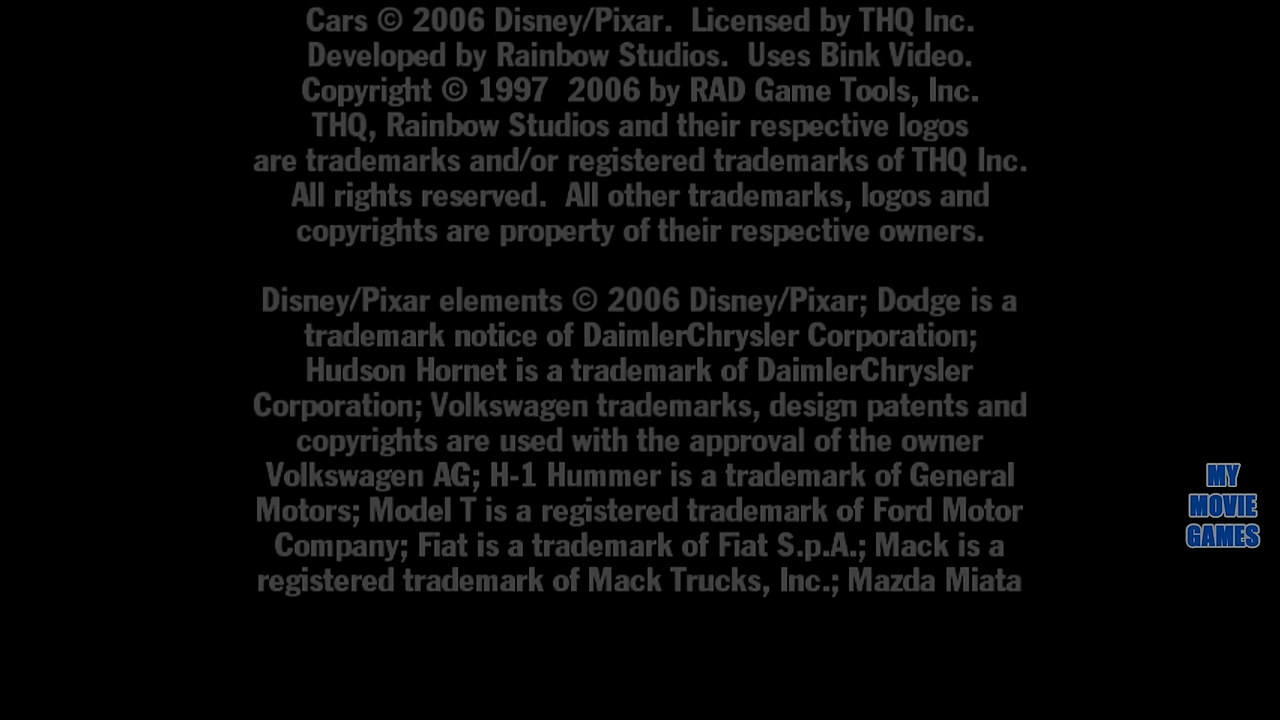 Cars © 2006 Disney/Pixar.  Licensed by THQ Inc.
Developed by Rainbow Studios.  Uses Bink Video.
Copyright © 1997  2006 by RAD Game Tools, Inc.
THQ, Rainbow Studios and their respective logos
are trademarks and/or registered trademarks of THQ Inc.
All rights reserved.  All other trademarks, logos and
copyrights are property of their respective owners.
Disney/Pixar elements © 2006 Disney/Pixar; Dodge is a
trademark notice of DaimlerChrysler Corporation;
Hudson Hornet is a trademark of DaimlerChrysler
Corporation; Volkswagen trademarks, design patents and
copyrights are used with the approval of the owner
Volkswagen AG; H-1 Hummer is a trademark of General
Motors; Model T is a registered trademark of Ford Motor
Company; Fiat is a trademark of Fiat S.p.A.; Mack is a
registered trademark of Mack Trucks, Inc.; Mazda Miata
MY
MOVIE
GAMES